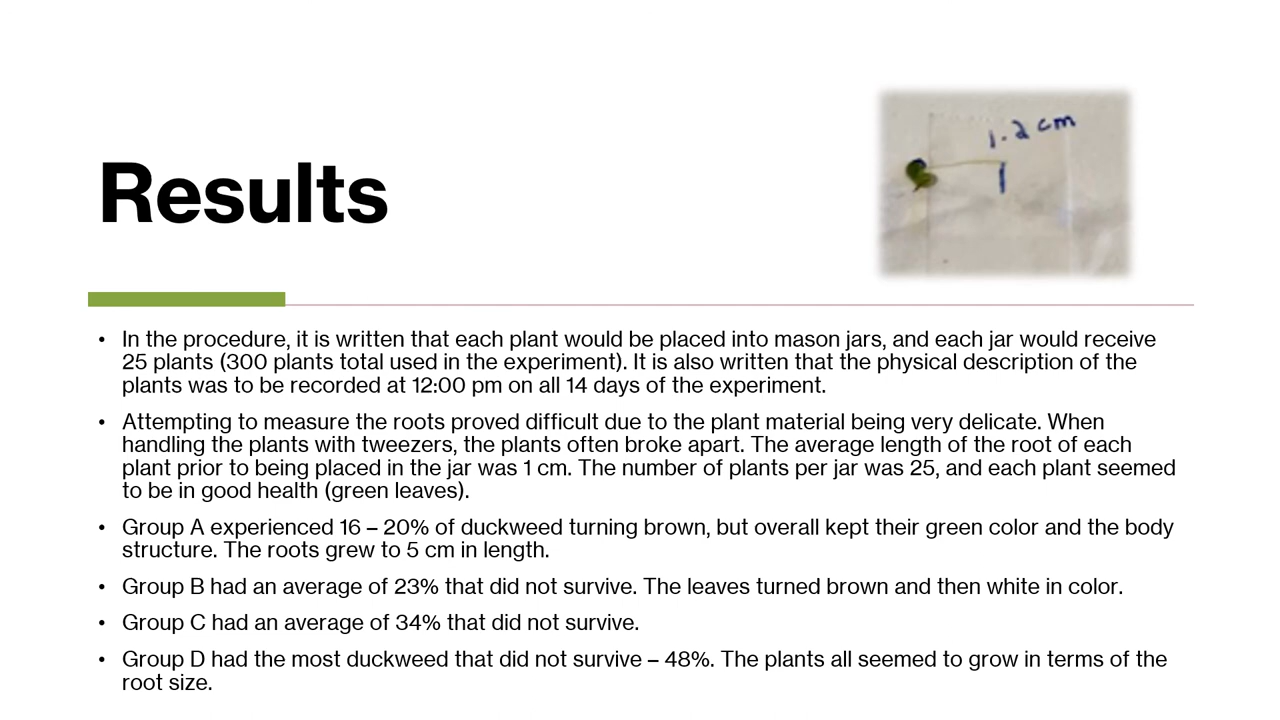 1.2 cm
Results
• In the procedure, it is written that each plant would be placed into mason jars, and each jar would receive
25 plants (300 plants total used in the experiment). It is also written that the physical description of the
plants was to be recorded at 12:00 pm on all 14 days of the experiment.
• Attempting to measure the roots proved difficult due to the plant material being very delicate. When
handling the plants with tweezers, the plants often broke apart. The average length of the root of each
plant prior to being placed in the jar was 1 cm. The number of plants per jar was 25, and each plant seemed
to be in good health (green leaves).
• Group A experienced 16 – 20% of duckweed turning brown, but overall kept their green color and the body
structure. The roots grew to 5 cm in length.
• Group B had an average of 23% that did not survive. The leaves turned brown and then white in color.
• Group C had an average of 34% that did not survive.
• Group D had the most duckweed that did not survive – 48%. The plants all seemed to grow in terms of the
root size.